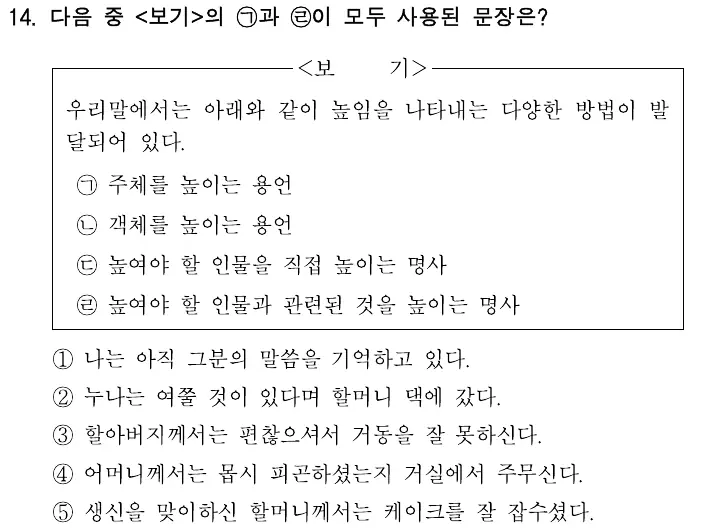 14. 다음 중 <보기>의 ㉠과 ㉣이 모두 사용된 문장은?
<보 기>
우리말에서는 아래와 같이 높임을 나타내는 다양한 방법이 발
달되어 있다.
㉠ 주체를 높이는 용언
㉡ 객체를 높이는 용언
㉢ 높여야 할 인물을 직접 높이는 명사
㉣ 높여야 할 인물과 관련된 것을 높이는 명사
① 나는 아직 그분의 말씀을 기억하고 있다.
② 누나는 여쭐 것이 있다며 할머니 댁에 갔다.
③ 할아버지께서는 편찮으셔서 거동을 잘 못하신다.
④ 어머니께서는 몹시 피곤하셨는지 거실에서 주무신다.
⑤ 생신을 맞이하신 할머니께서는 케이크를 잘 잡수셨다.